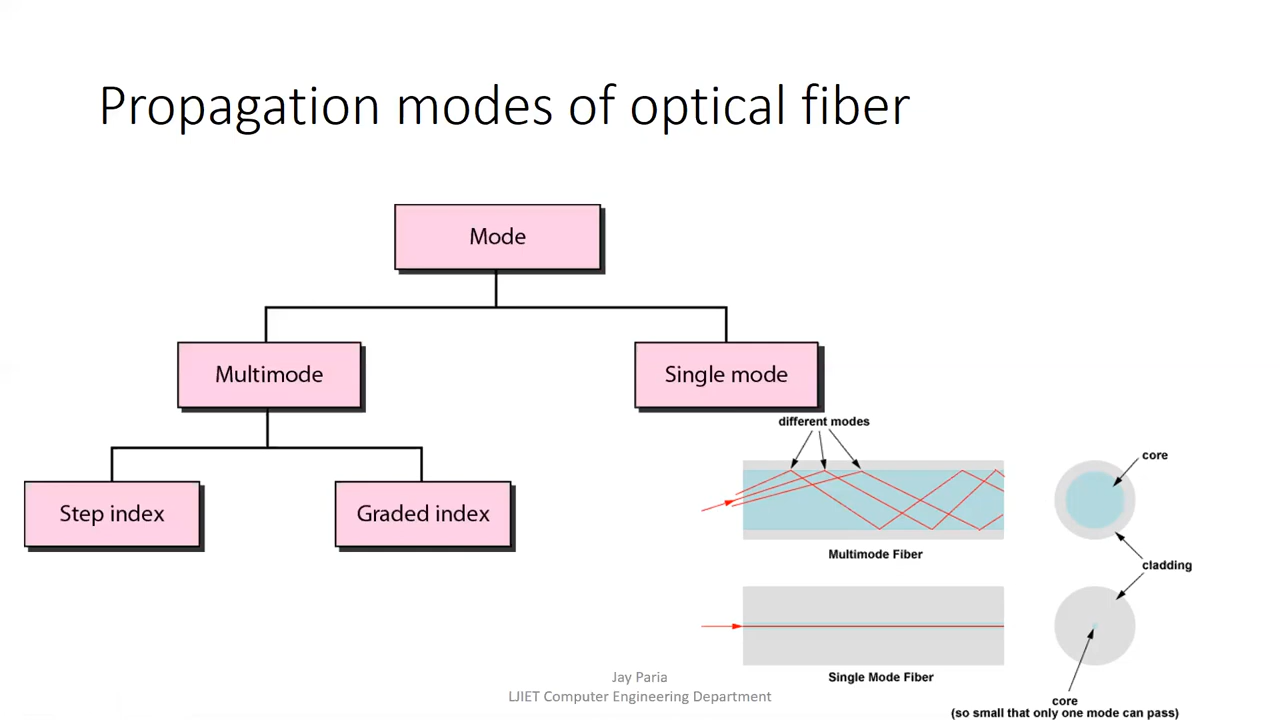 Propagation modes of optical fiber
Mode
Multimode
Single mode
Step index
Graded index
different modes
core
Multimode Fiber
cladding
Single Mode Fiber
core
(so small that only one mode can pass)
Jay Paria
LJIET Computer Engineering Department